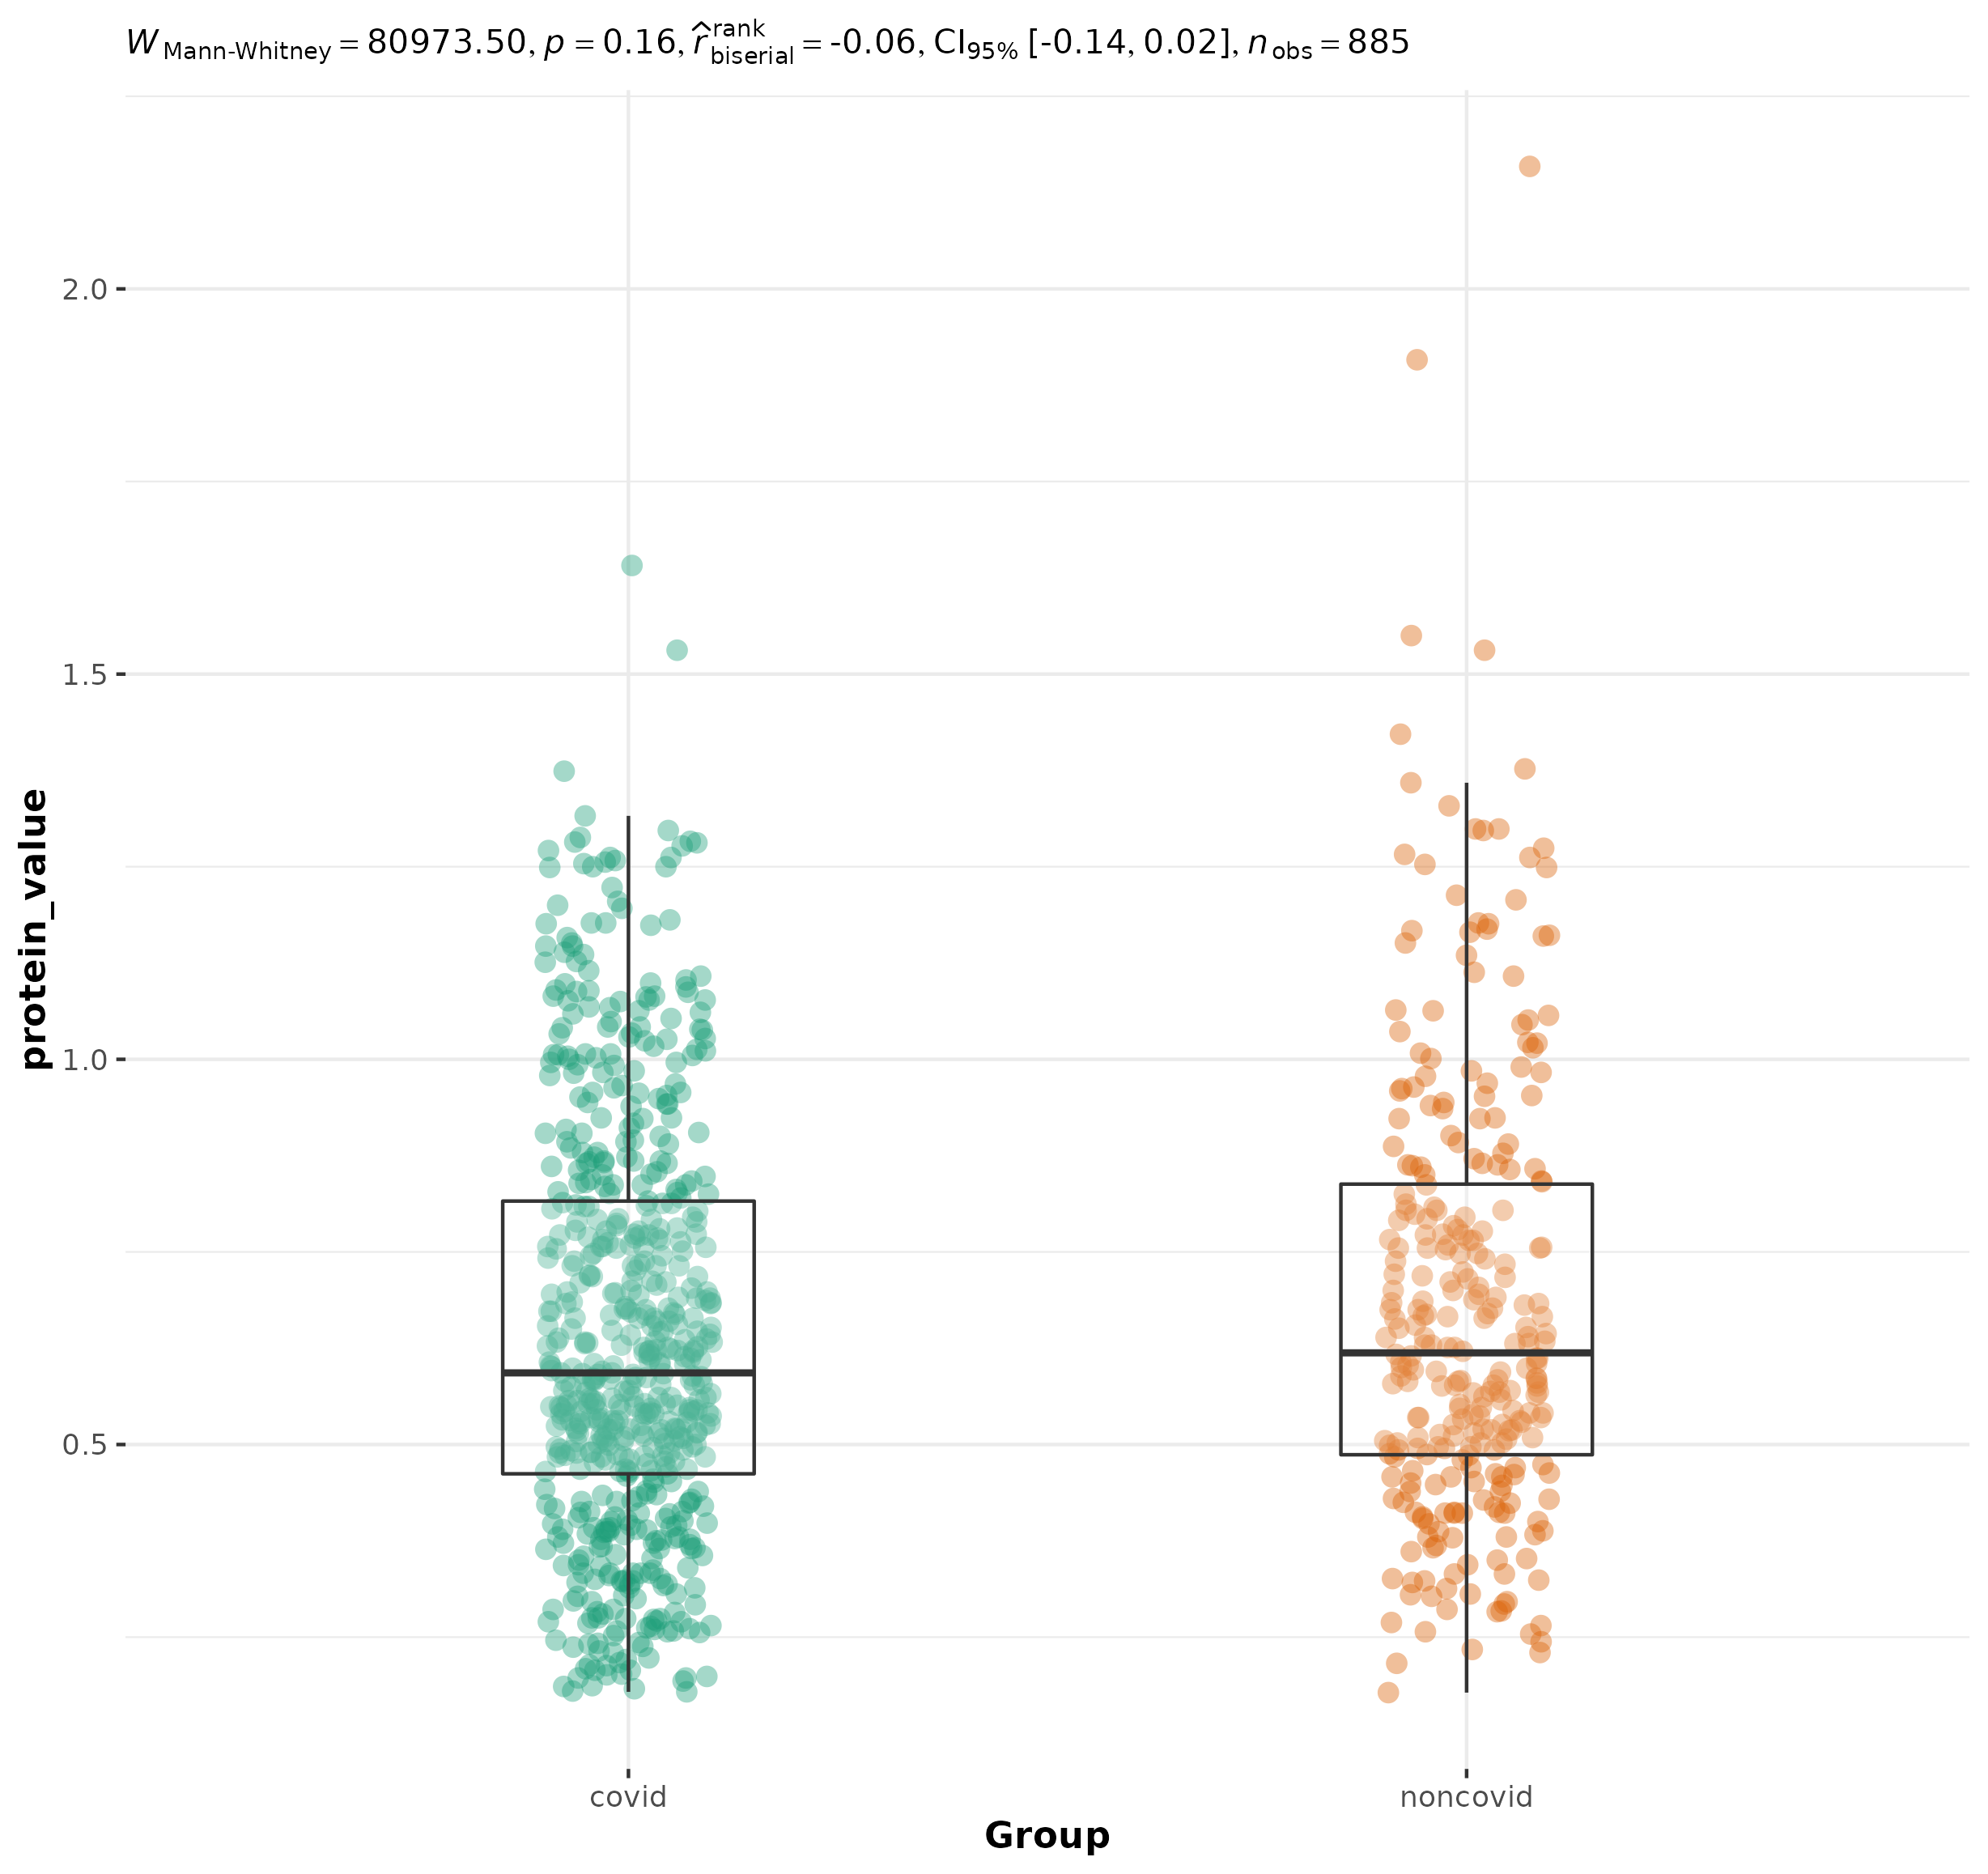 W Mann-Whitney = 80973.50, p = 0.16, r̂ rank biserial = -0.06, CI95% [-0.14, 0.02], n obs = 885
protein_value
2.0
1.5
1.0
0.5
covid noncovid
Group